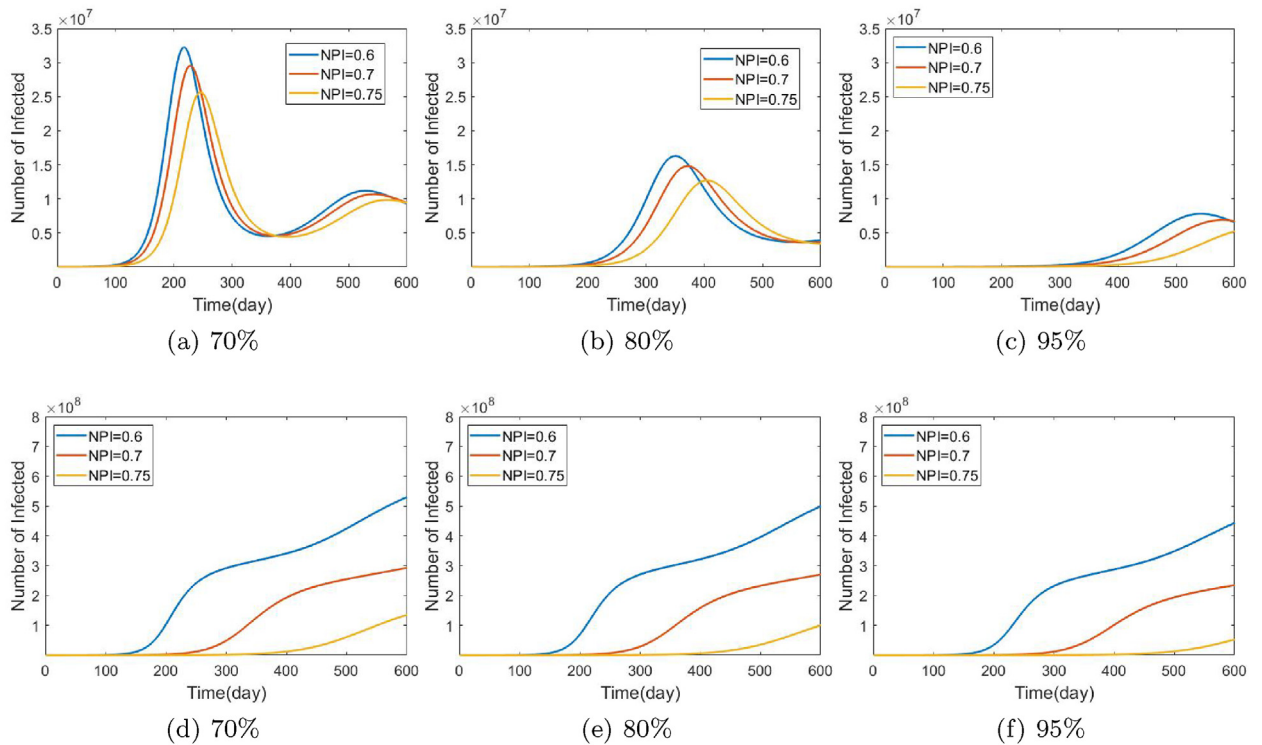 ×10^7
3.5
3
2.5
2
1.5
1
0.5
Number of Infected
NPI=0.6
NPI=0.7
NPI=0.75
0 100 200 300 400 500 600
Time(day)
(a) 70%
×10^7
3.5
3
2.5
2
1.5
1
0.5
Number of Infected
NPI=0.6
NPI=0.7
NPI=0.75
0 100 200 300 400 500 600
Time(day)
(b) 80%
×10^7
3.5
3
2.5
2
1.5
1
0.5
Number of Infected
NPI=0.6
NPI=0.7
NPI=0.75
0 100 200 300 400 500 600
Time(day)
(c) 95%
×10^8
8
7
6
5
4
3
2
1
Number of Infected
NPI=0.6
NPI=0.7
NPI=0.75
0 100 200 300 400 500 600
Time(day)
(d) 70%
×10^8
8
7
6
5
4
3
2
1
Number of Infected
NPI=0.6
NPI=0.7
NPI=0.75
0 100 200 300 400 500 600
Time(day)
(e) 80%
×10^8
8
7
6
5
4
3
2
1
Number of Infected
NPI=0.6
NPI=0.7
NPI=0.75
0 100 200 300 400 500 600
Time(day)
(f) 95%